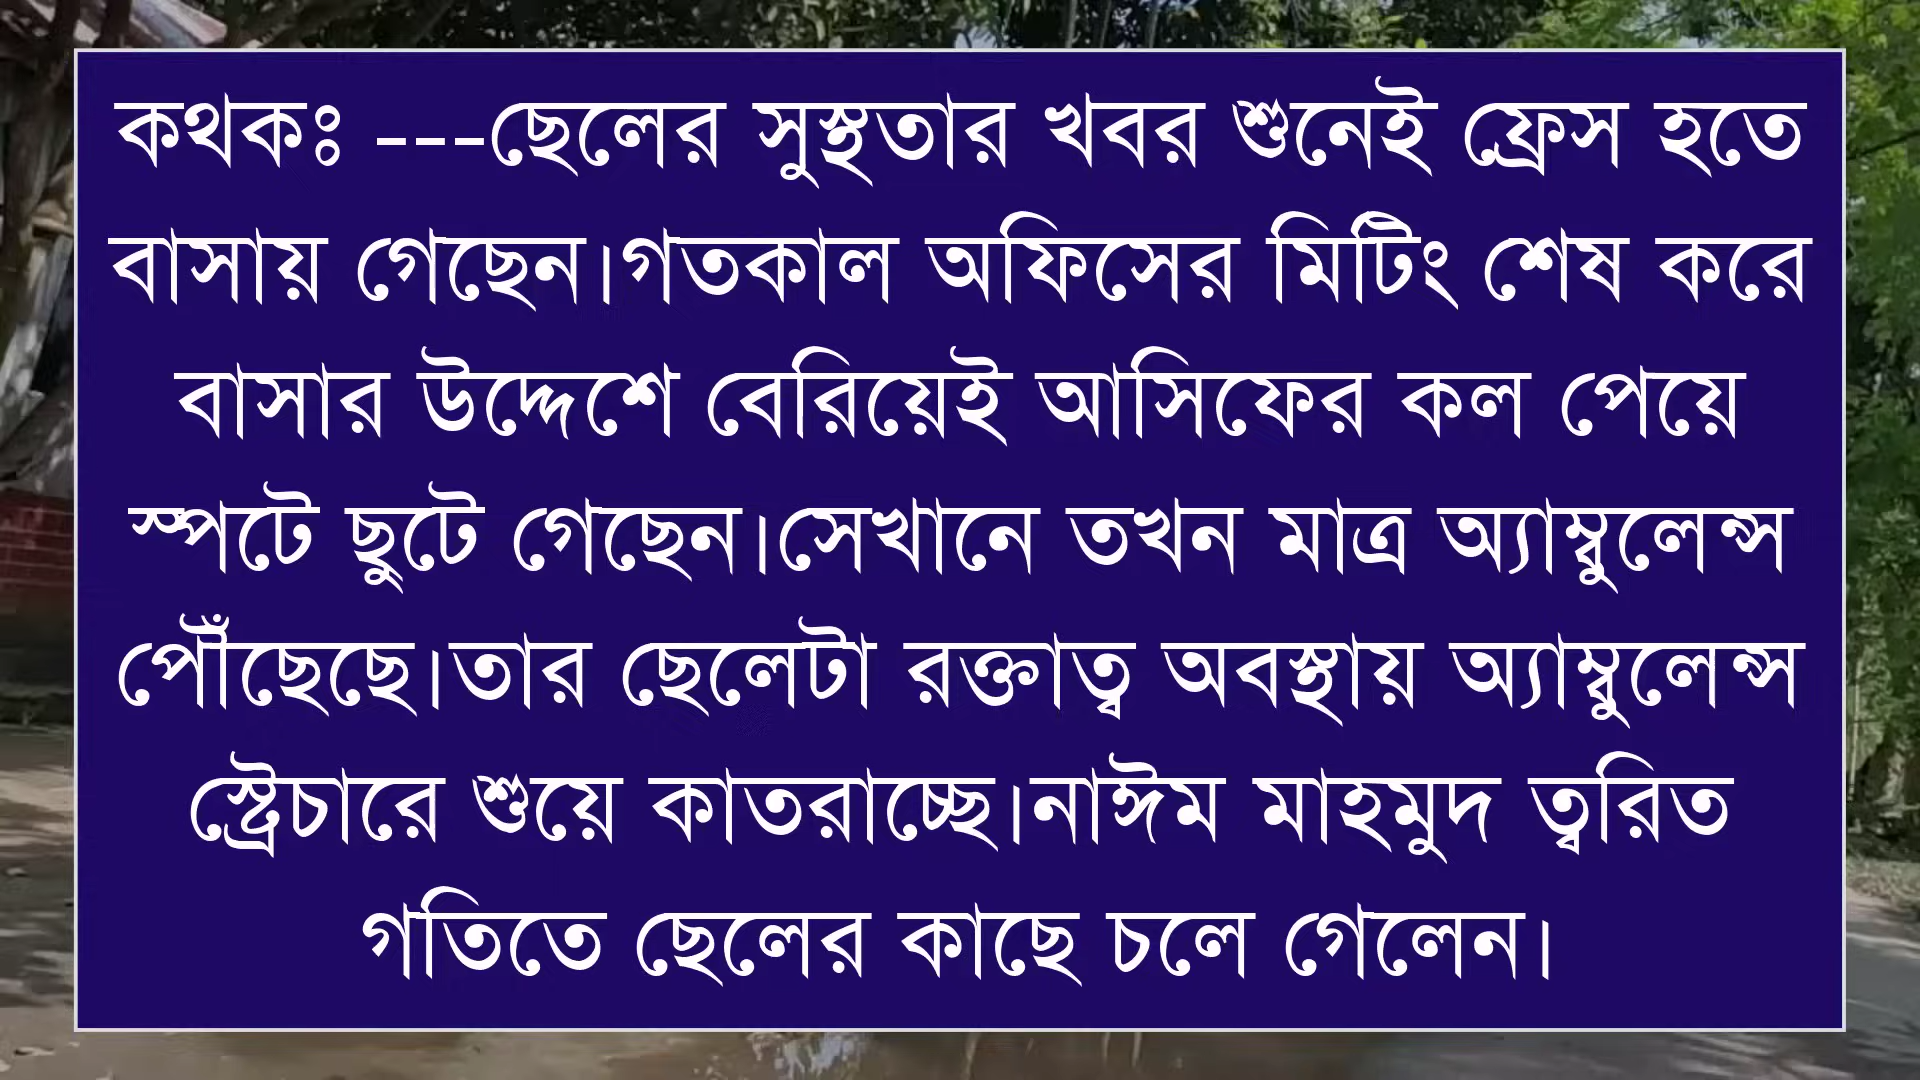 কথকঃ ---ছেলের সুস্থতার খবর শুনেই ফ্রেস হতে
বাসায় গেছেন।গতকাল অফিসের মিটিং শেষ করে
বাসার উদ্দেশে বেরিয়েই আসিফের কল পেয়ে
স্পটে ছুটে গেছেন।সেখানে তখন মাত্র অ্যাম্বুলেন্স
পৌঁছেছে।তার ছেলেটা রক্তাত্ব অবস্থায় অ্যাম্বুলেন্স
স্ট্রেচারে শুয়ে কাতরাচ্ছে।নাঈম মাহমুদ ত্বরিত
গতিতে ছেলের কাছে চলে গেলেন।